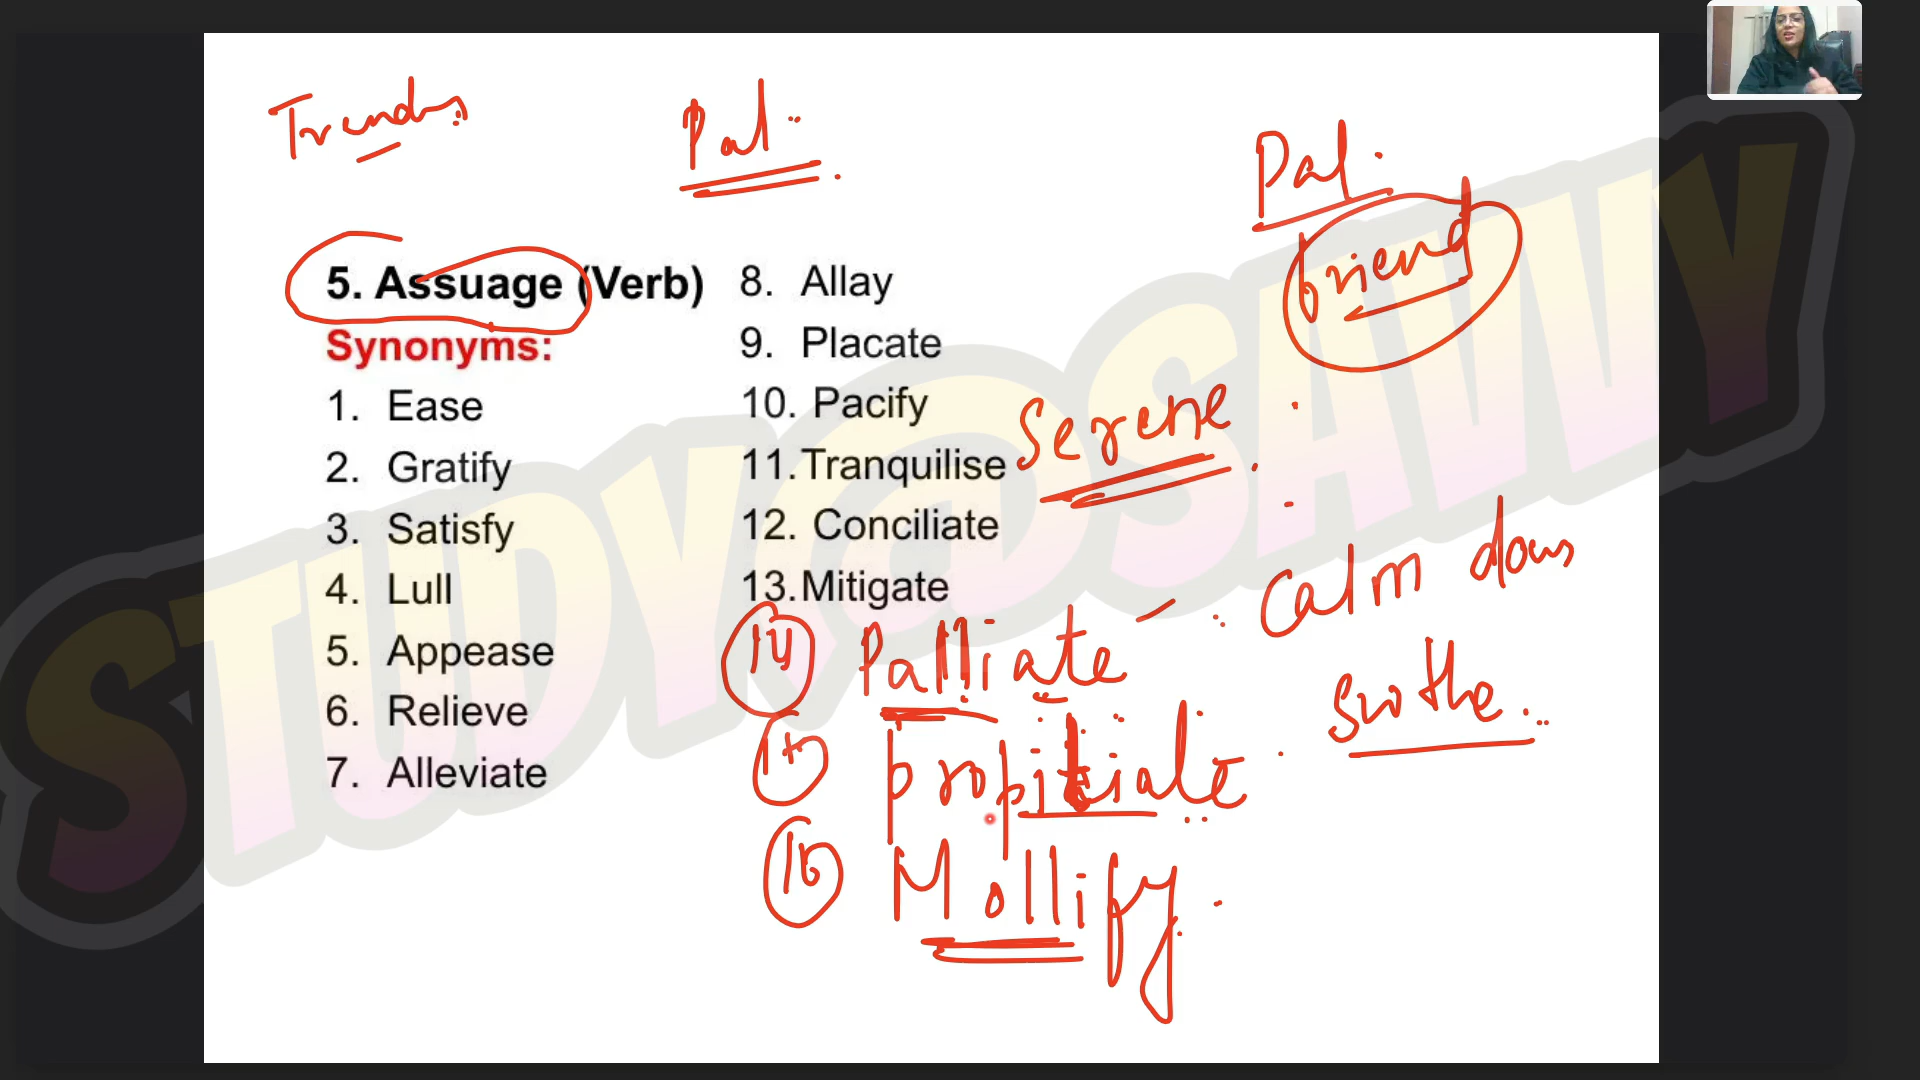 Trends
Pal
Pal
friend
5. Assuage (Verb)
Synonyms:
1. Ease
2. Gratify
3. Satisfy
4. Lull
5. Appease
6. Relieve
7. Alleviate
8. Allay
9. Placate
10. Pacify
11. Tranquilise
Serene
12. Conciliate
13. Mitigate
14 Palliate - Calm down
Soothe
15 propitiate
16 Mollify
STUDY@SAVVY